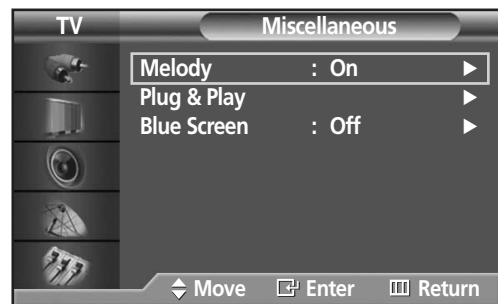 TV Miscellaneous
Melody : On
Plug & Play
Blue Screen : Off
Move Enter Return